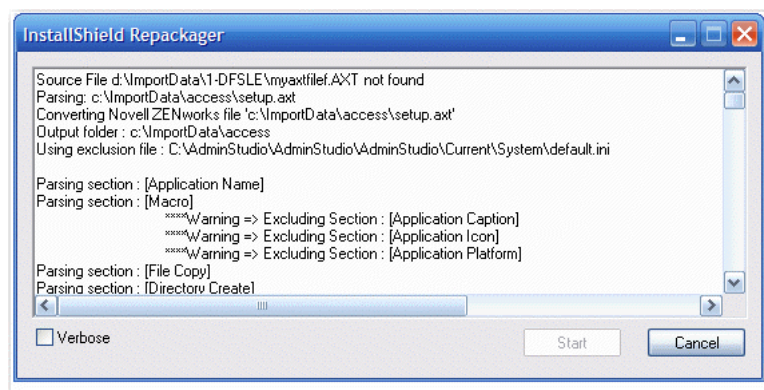 InstallShield Repackager
Source File d:\ImportData\1-DFSLE\myaxtfilef.AXT not found
Parsing: c:\ImportData\access\setup.axt
Converting Novell ZENworks file 'c:\ImportData\access\setup.axt'
Output folder : c:\ImportData\access
Using exclusion file : C:\AdminStudio\AdminStudio\AdminStudio\Current\System\default.ini
Parsing section : [Application Name]
Parsing section : [Macro]
****Warning => Excluding Section : [Application Caption]
****Warning => Excluding Section : [Application Icon]
****Warning => Excluding Section : [Application Platform]
Parsing section : [File Copy]
Parsing section : [Directory Create]
Verbose
Start
Cancel